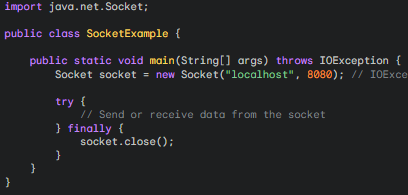 import java.net.Socket;
public class SocketExample {
public static void main(String[] args) throws IOException {
Socket socket = new Socket("localhost", 8080); // IOExce
try {
// Send or receive data from the socket
} finally {
socket.close();
}
}
}